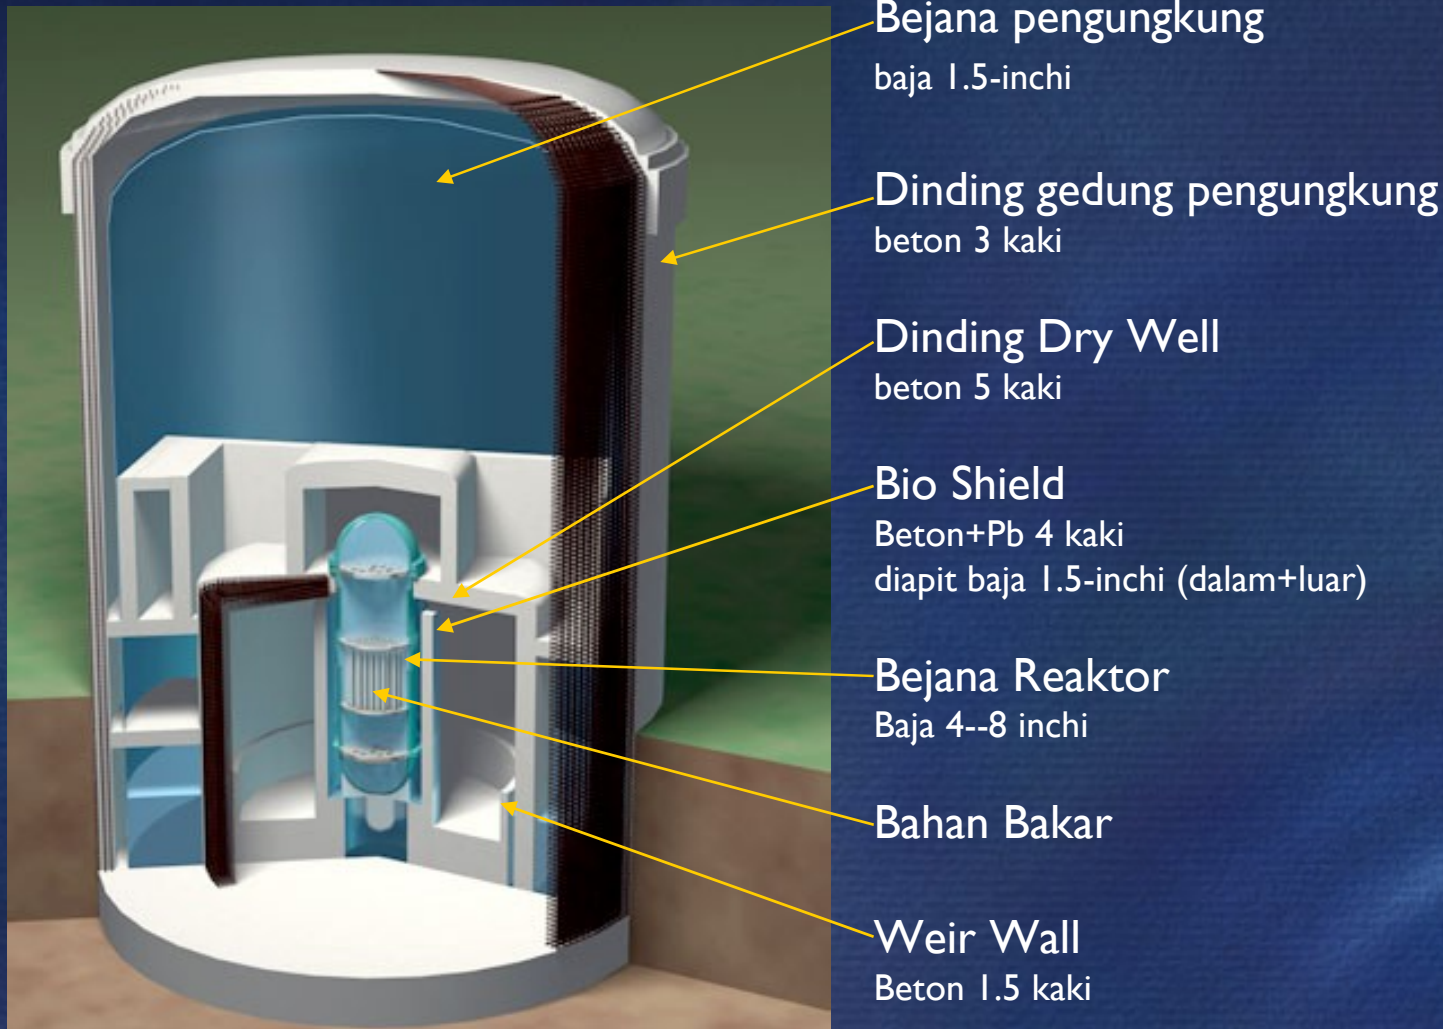 Bejana pengungkung
baja 1.5-inchi
Dinding gedung pengungkung
beton 3 kaki
Dinding Dry Well
beton 5 kaki
Bio Shield
Beton+Pb 4 kaki
diapit baja 1.5-inchi (dalam+luar)
Bejana Reaktor
Baja 4--8 inchi
Bahan Bakar
Weir Wall
Beton 1.5 kaki